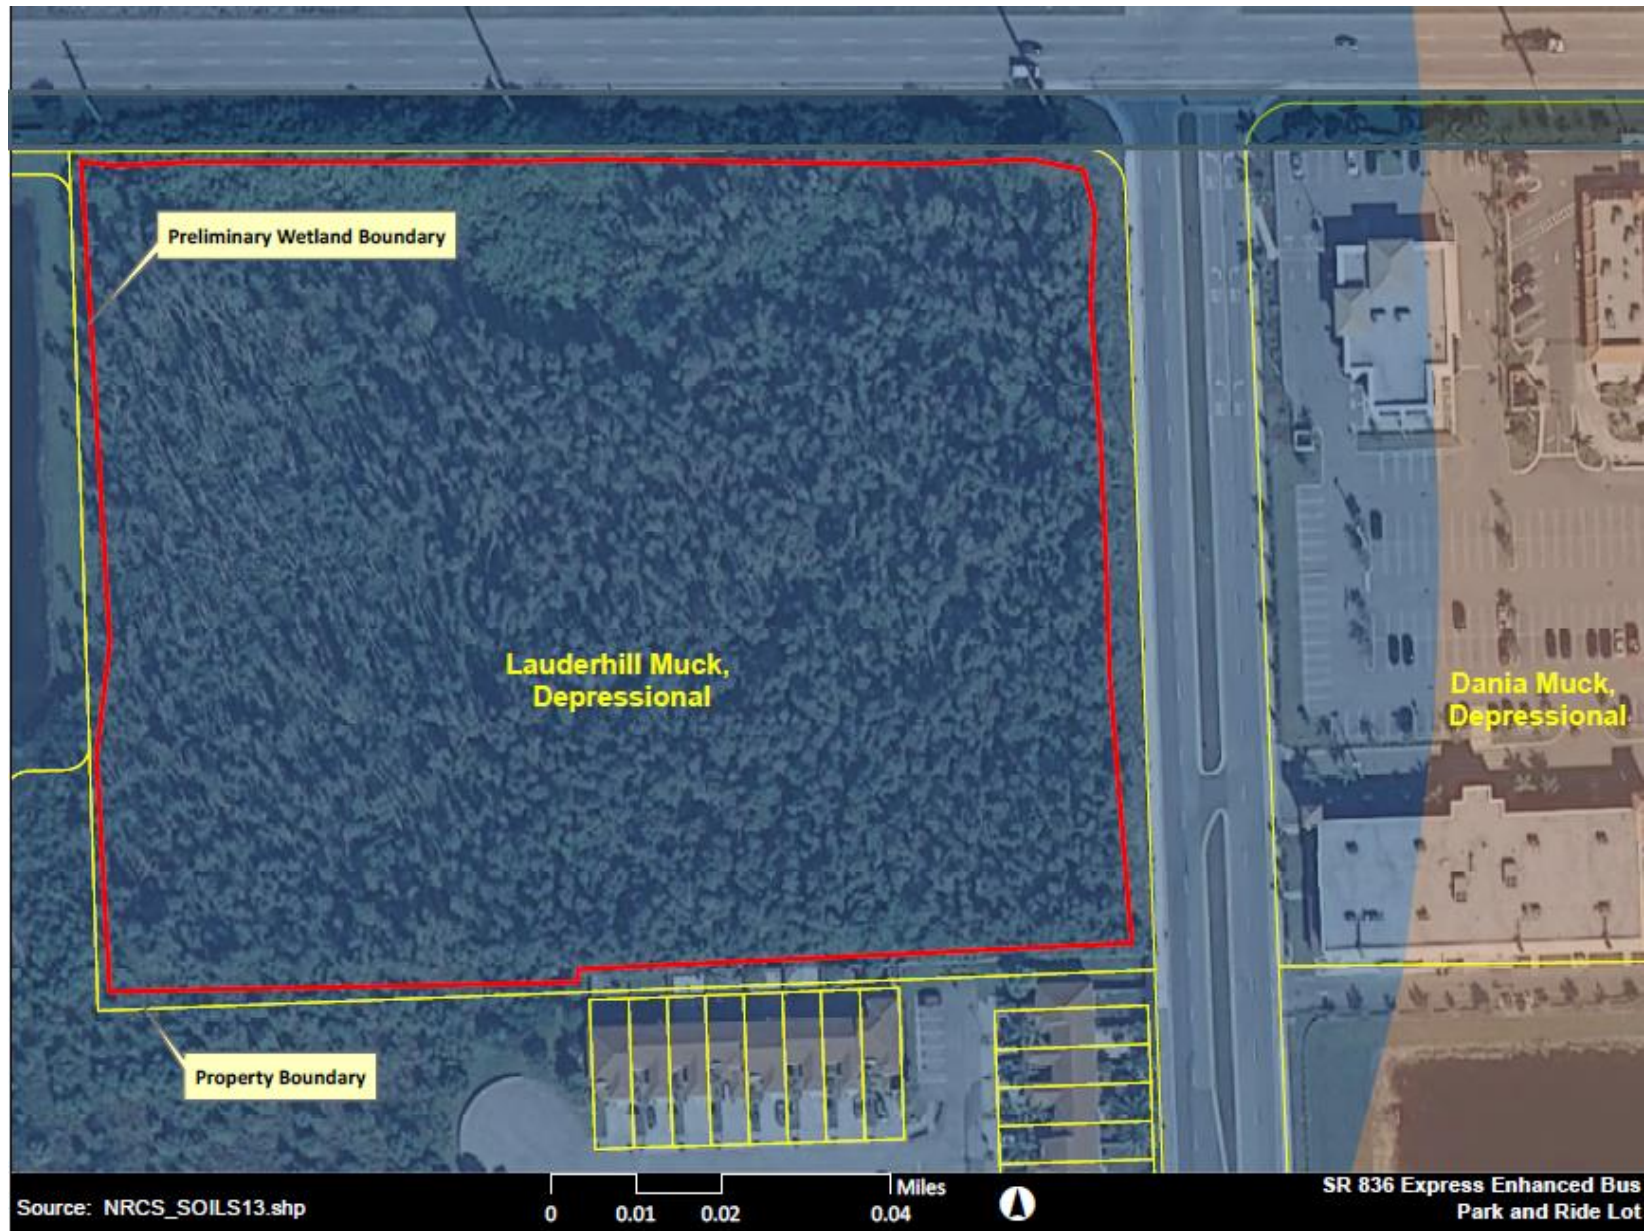 Preliminary Wetland Boundary
Lauderhill Muck,
Depressional
Dania Muck,
Depressional
Property Boundary
Source: NRCS_SOILS13.shp
Miles
0 0.01 0.02 0.04
SR 836 Express Enhanced Bus
Park and Ride Lot